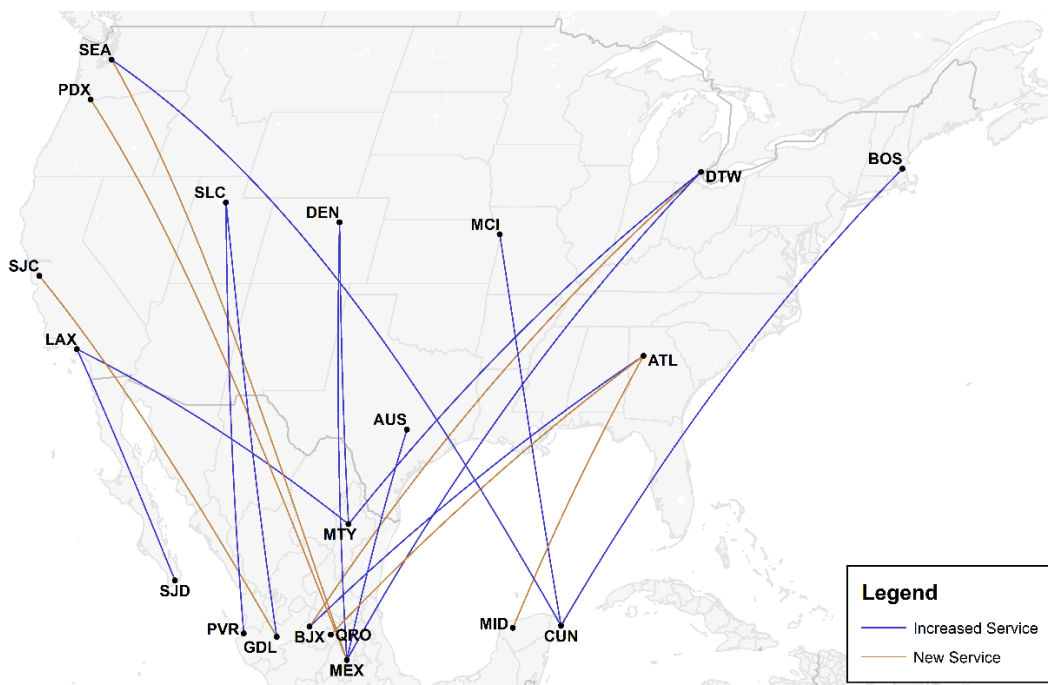 SEA
PDX
BOS
DTW
SLC
DEN
MCI
SJC
LAX
ATL
AUS
MTY
SJD
PVR
GDL
BJX
QRO
MEX
MID
CUN
Legend
Increased Service
New Service